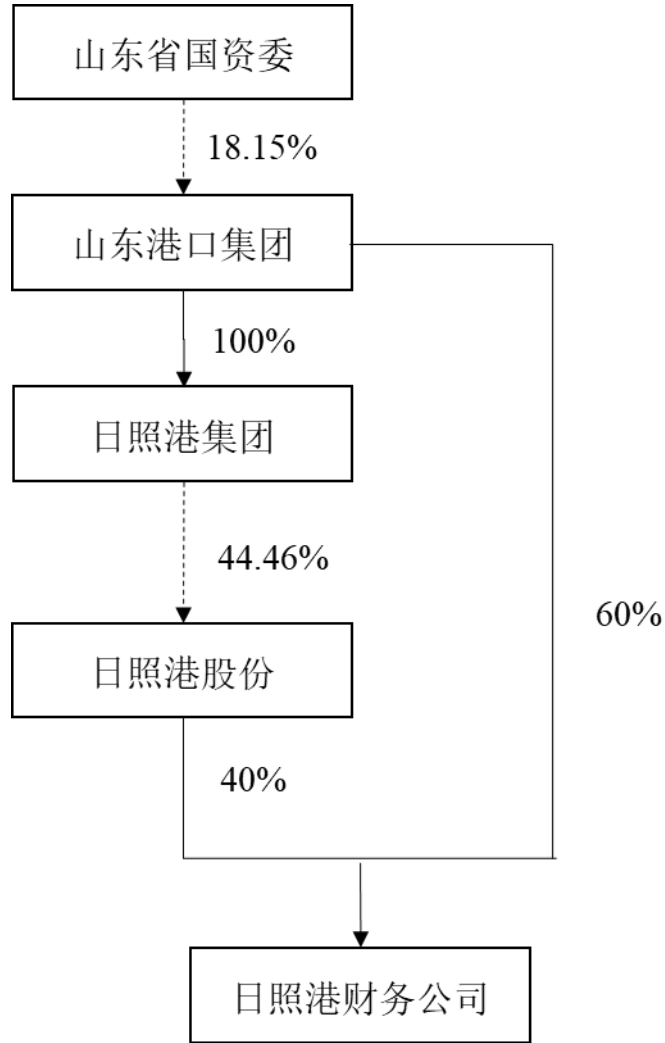 山东省国资委
18.15%
山东港口集团
100%
日照港集团
44.46%
60%
日照港股份
40%
日照港财务公司